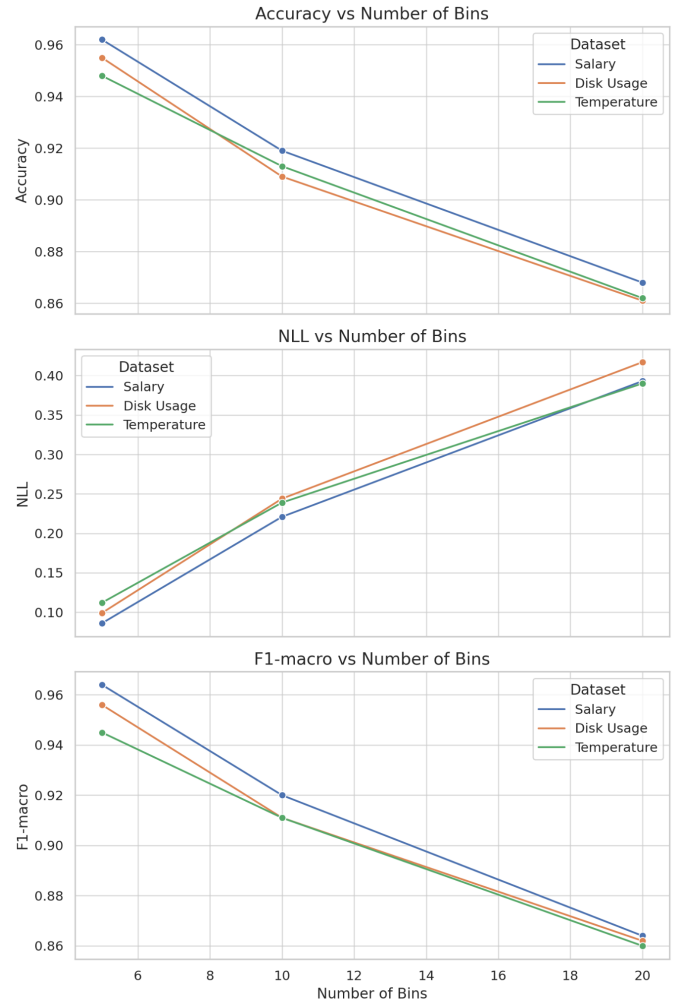 Accuracy vs Number of Bins
Accuracy
0.96
0.94
0.92
0.90
0.88
0.86
Dataset
Salary
Disk Usage
Temperature
NLL vs Number of Bins
NLL
0.40
0.35
0.30
0.25
0.20
0.15
0.10
Dataset
Salary
Disk Usage
Temperature
F1-macro vs Number of Bins
F1-macro
0.96
0.94
0.92
0.90
0.88
0.86
Dataset
Salary
Disk Usage
Temperature
6 8 10 12 14 16 18 20
Number of Bins